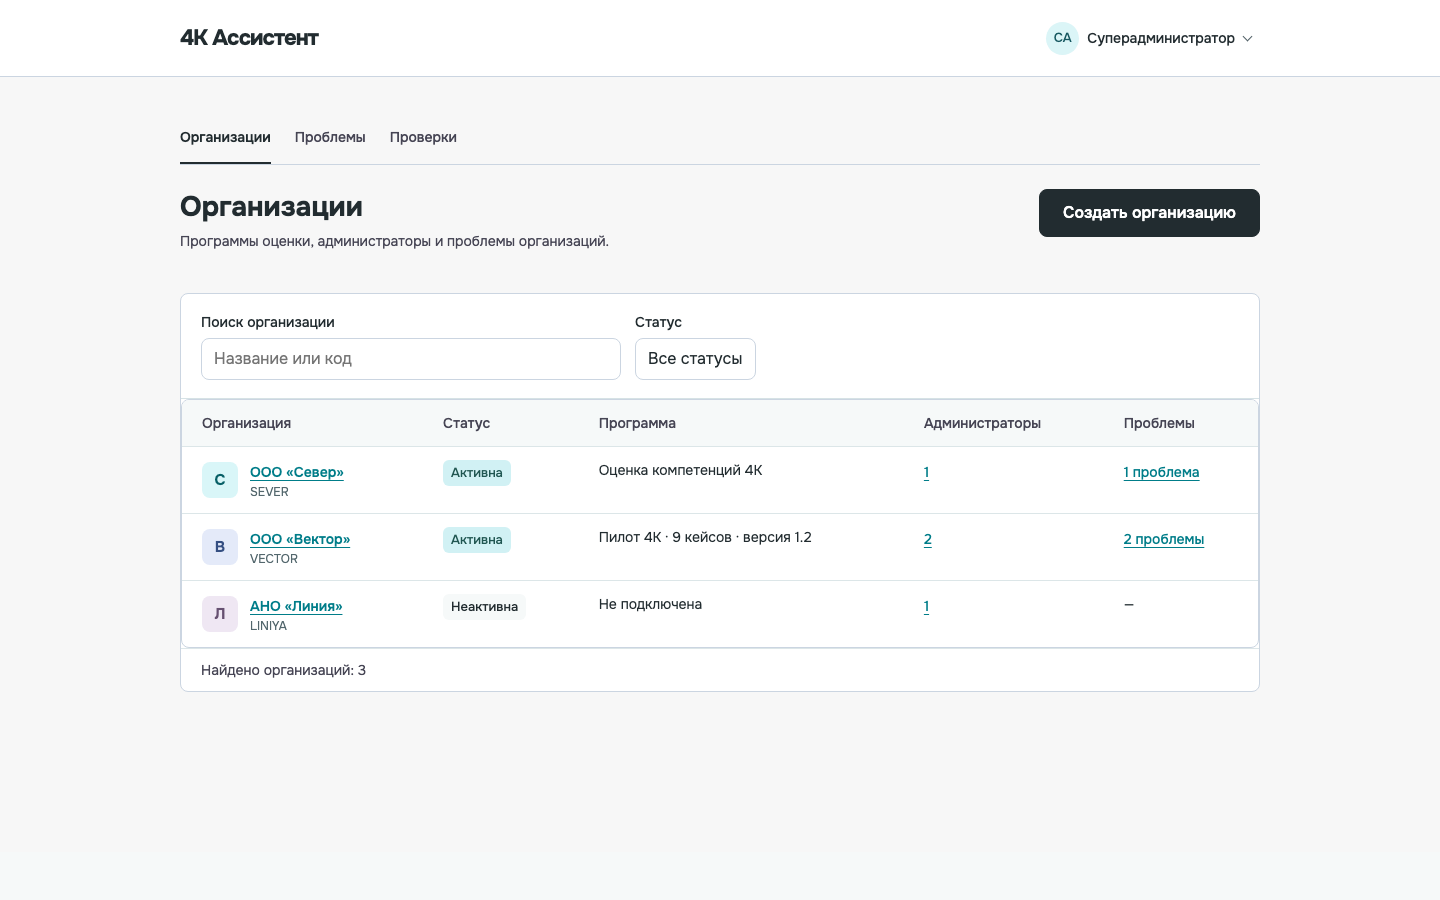 4K Ассистент
СА Суперадминистратор
Организации Проблемы Проверки
Организации
Создать организацию
Программы оценки, администраторы и проблемы организаций.
Поиск организации Статус
Название или код Все статусы
Организация Статус Программа Администраторы Проблемы
С ООО «Север» Активна Оценка компетенций 4К 1 1 проблема
SEVER
В ООО «Вектор» Активна Пилот 4К · 9 кейсов · версия 1.2 2 2 проблемы
VECTOR
Л АНО «Линия» Неактивна Не подключена 1 —
LINIYA
Найдено организаций: 3